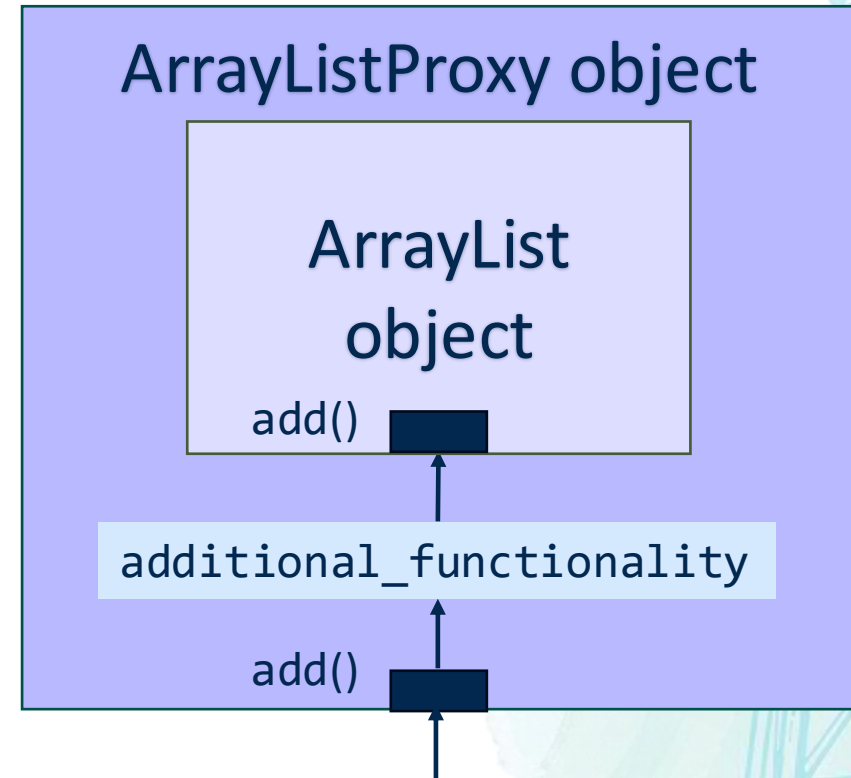 ArrayListProxy object
ArrayList
object
add()
additional_functionality
add()